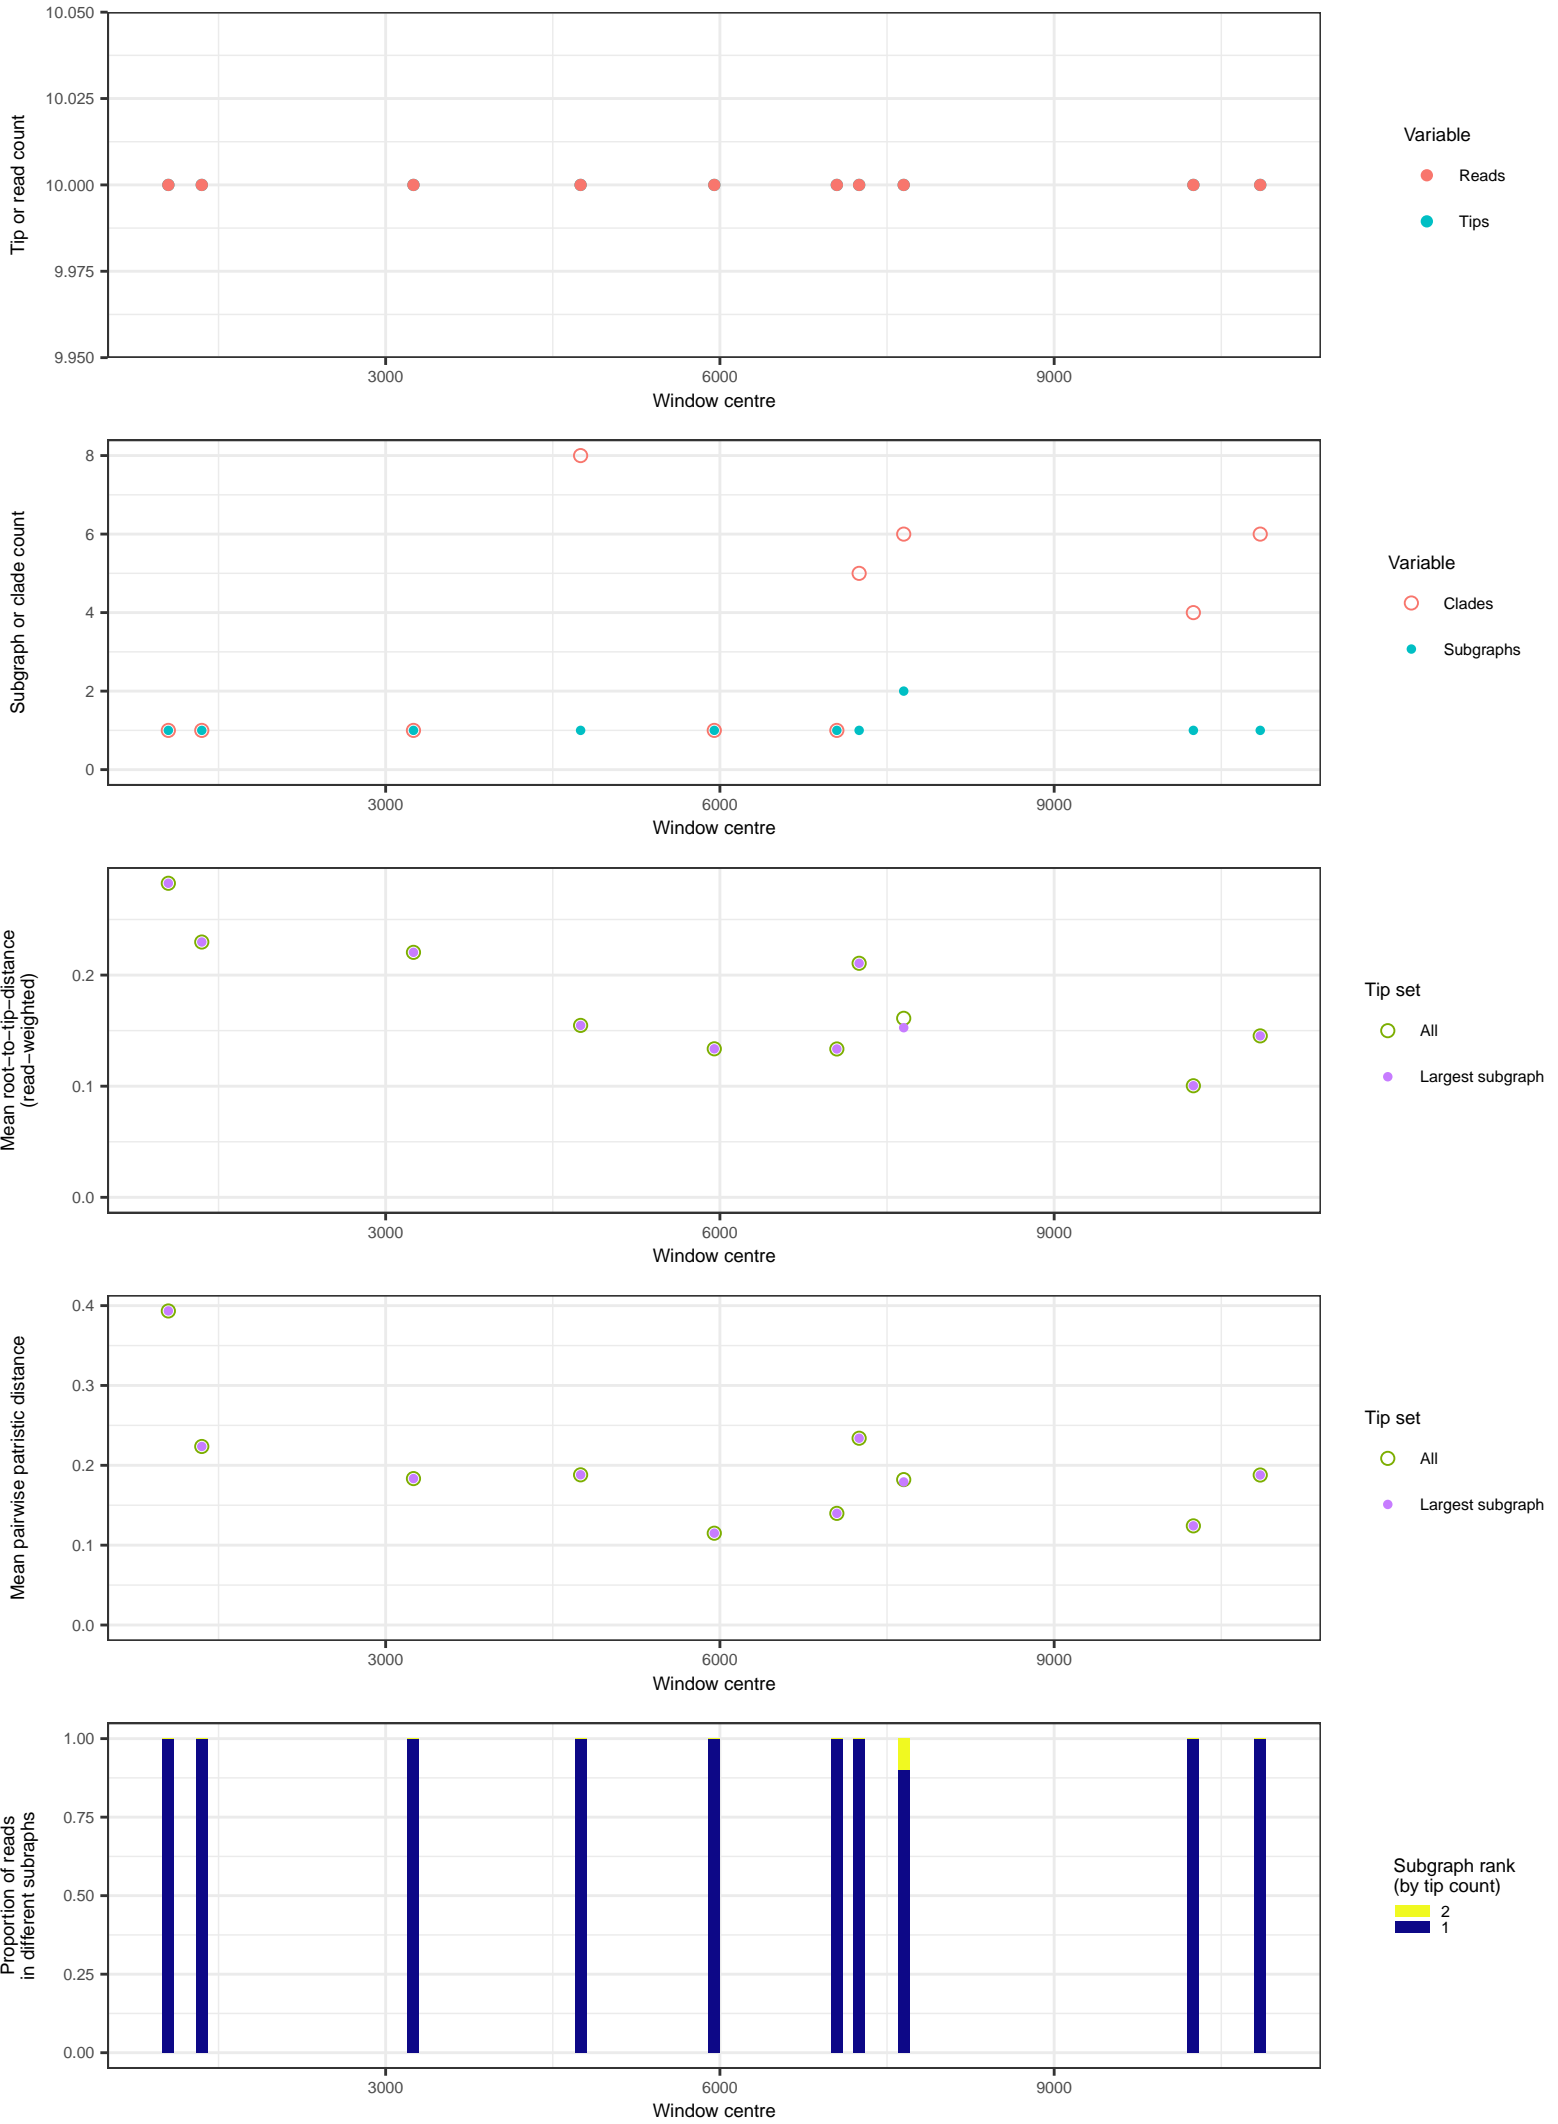 10.050
10.025
10.000
9.975
9.950
Tip or read count
3000
6000
9000
Window centre
Variable
Reads
Tips
8
6
4
2
0
Subgraph or clade count
3000
6000
9000
Window centre
Variable
Clades
Subgraphs
0.2
0.1
0.0
Mean root−to−tip−distance
(read−weighted)
3000
6000
9000
Window centre
Tip set
All
Largest subgraph
0.4
0.3
0.2
0.1
0.0
Mean pairwise patristic distance
3000
6000
9000
Window centre
Tip set
All
Largest subgraph
1.00
0.75
0.50
0.25
0.00
Proportion of reads
in different subraphs
3000
6000
9000
Window centre
Subgraph rank
(by tip count)
2
1